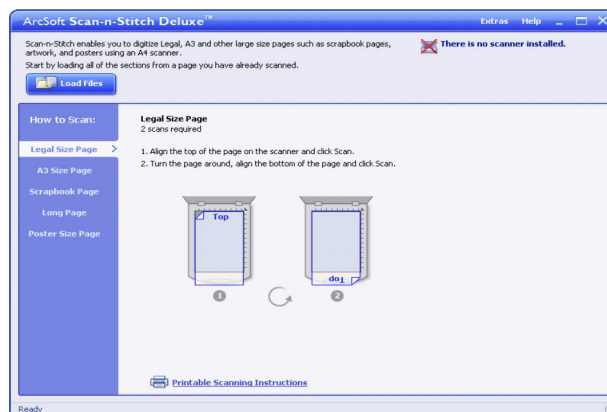 ArcSoft Scan-n-Stitch Deluxe™
Extras Help
Scan-n-Stitch enables you to digitize Legal, A3 and other large size pages such as scrapbook pages,
artwork, and posters using an A4 scanner.
Start by loading all of the sections from a page you have already scanned.
There is no scanner installed.
Load Files
How to Scan:
Legal Size Page >
A3 Size Page
Scrapbook Page
Long Page
Poster Size Page
Legal Size Page
2 scans required
1. Align the top of the page on the scanner and click Scan.
2. Turn the page around, align the bottom of the page and click Scan.
Top
Top
1
2
Printable Scanning Instructions
Ready